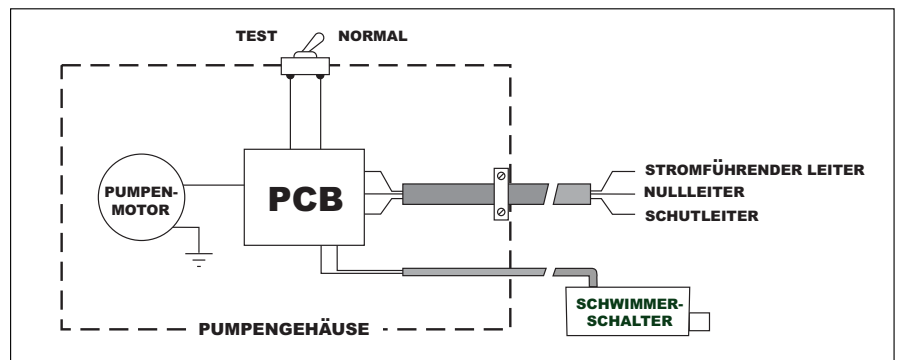 TEST NORMAL
PUMPEN-
MOTOR
PCB
STROMFÜHRENDER LEITER
NULLLEITER
SCHUTLEITER
SCHWIMMER-
SCHALTER
PUMPENGEHÄUSE